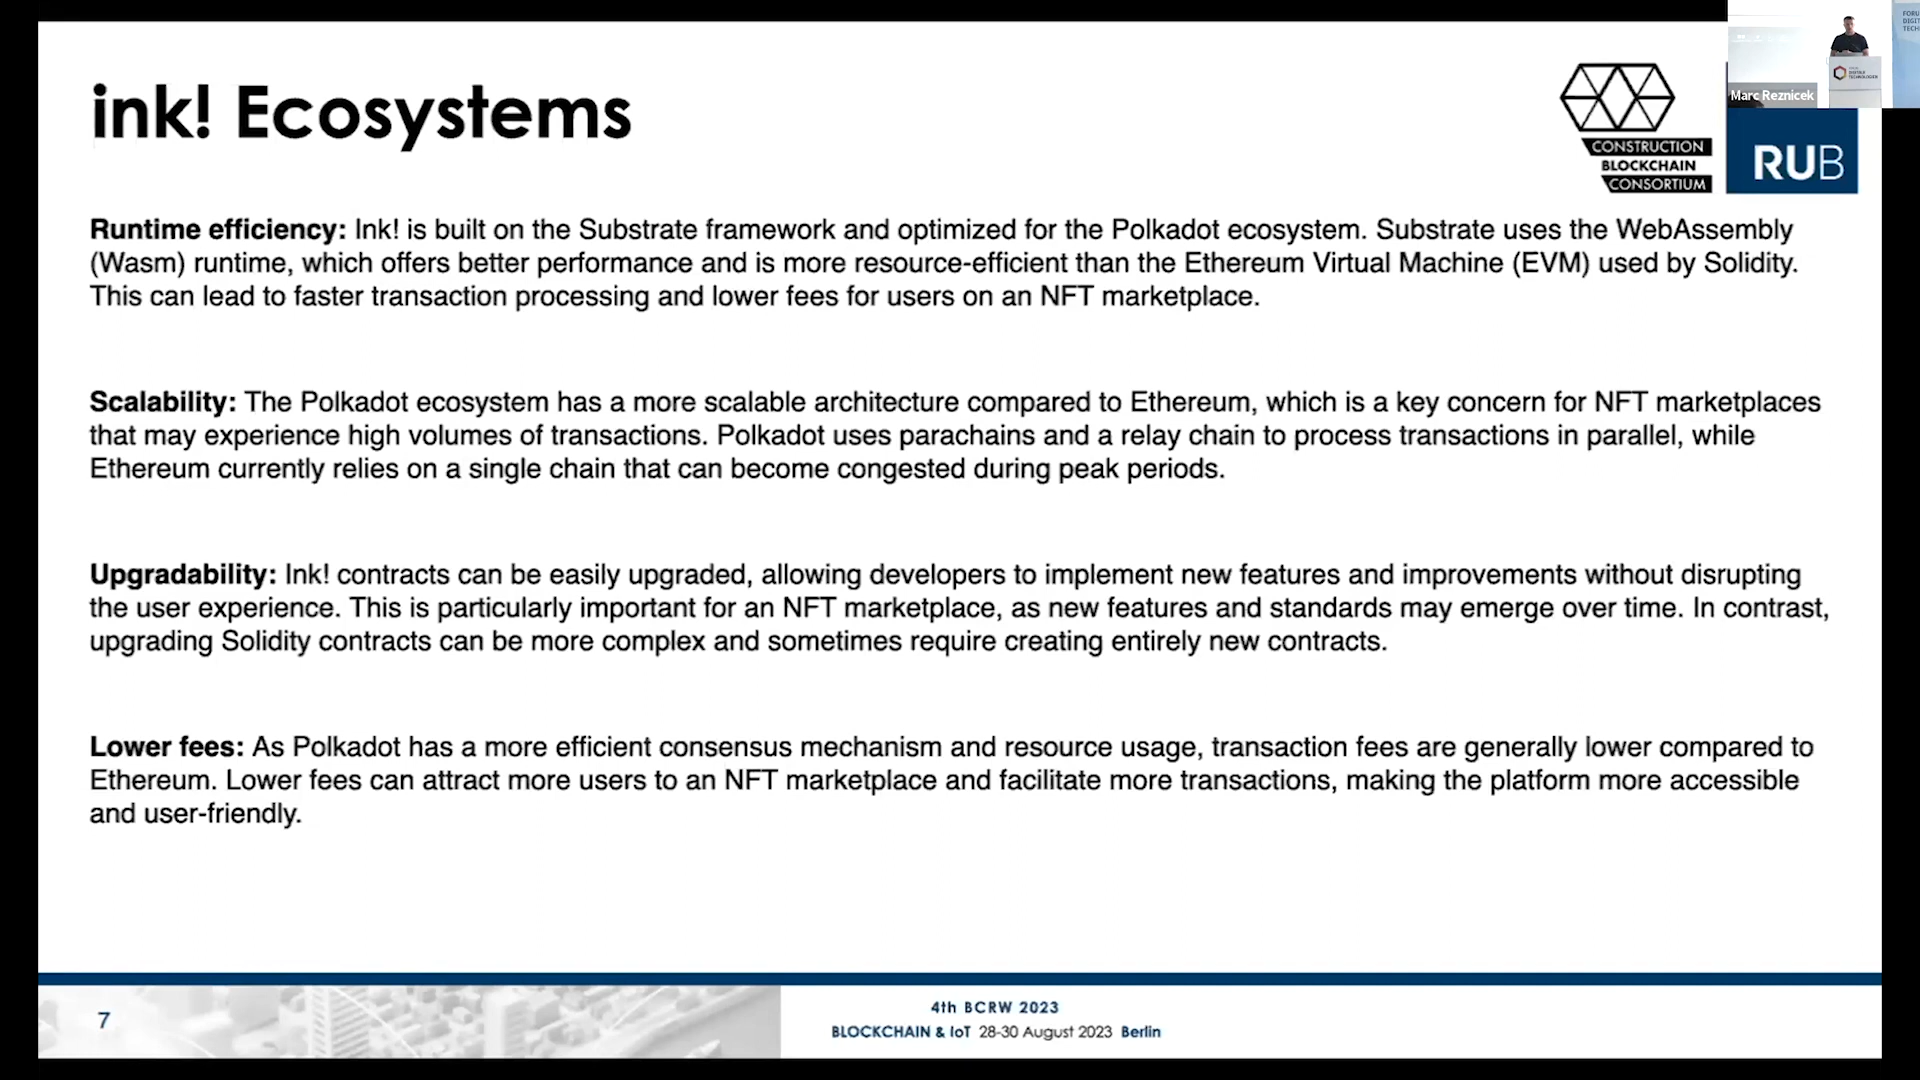 ink! Ecosystems
CONSTRUCTION
BLOCKCHAIN
CONSORTIUM
RUB
Marc Reznicek
FORU
DIGIT
TECH
Runtime efficiency: Ink! is built on the Substrate framework and optimized for the Polkadot ecosystem. Substrate uses the WebAssembly
(Wasm) runtime, which offers better performance and is more resource-efficient than the Ethereum Virtual Machine (EVM) used by Solidity.
This can lead to faster transaction processing and lower fees for users on an NFT marketplace.
Scalability: The Polkadot ecosystem has a more scalable architecture compared to Ethereum, which is a key concern for NFT marketplaces
that may experience high volumes of transactions. Polkadot uses parachains and a relay chain to process transactions in parallel, while
Ethereum currently relies on a single chain that can become congested during peak periods.
Upgradability: Ink! contracts can be easily upgraded, allowing developers to implement new features and improvements without disrupting
the user experience. This is particularly important for an NFT marketplace, as new features and standards may emerge over time. In contrast,
upgrading Solidity contracts can be more complex and sometimes require creating entirely new contracts.
Lower fees: As Polkadot has a more efficient consensus mechanism and resource usage, transaction fees are generally lower compared to
Ethereum. Lower fees can attract more users to an NFT marketplace and facilitate more transactions, making the platform more accessible
and user-friendly.
7
4th BCRW 2023
BLOCKCHAIN & IoT 28-30 August 2023 Berlin